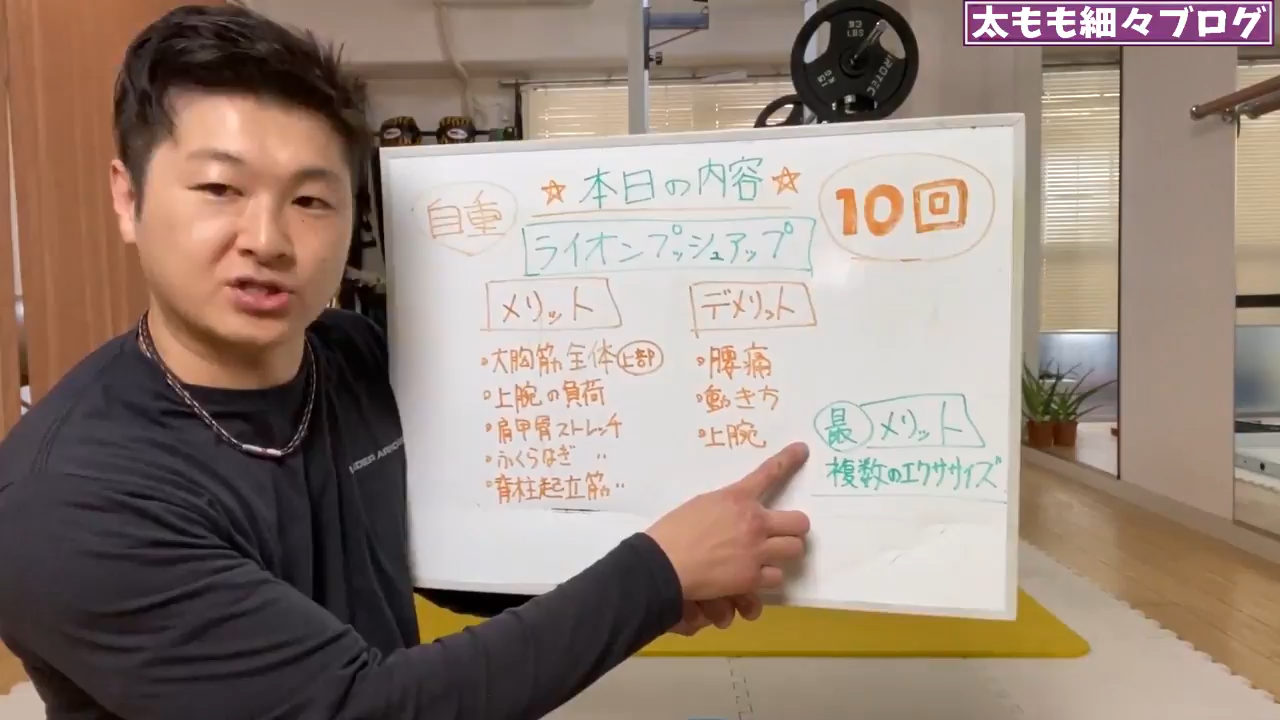 太もも細々ブログ
自重
☆本日の内容☆
10回
ライオンプッシュアップ
メリット
・大胸筋全体 上部
・上腕の負荷
・肩甲骨ストレッチ
・ふくらはぎ 〃
・脊柱起立筋〃
デメリット
・腰痛
・動き方
・上腕
最メリット
複数のエクササイズ
UNDER ARMOUR